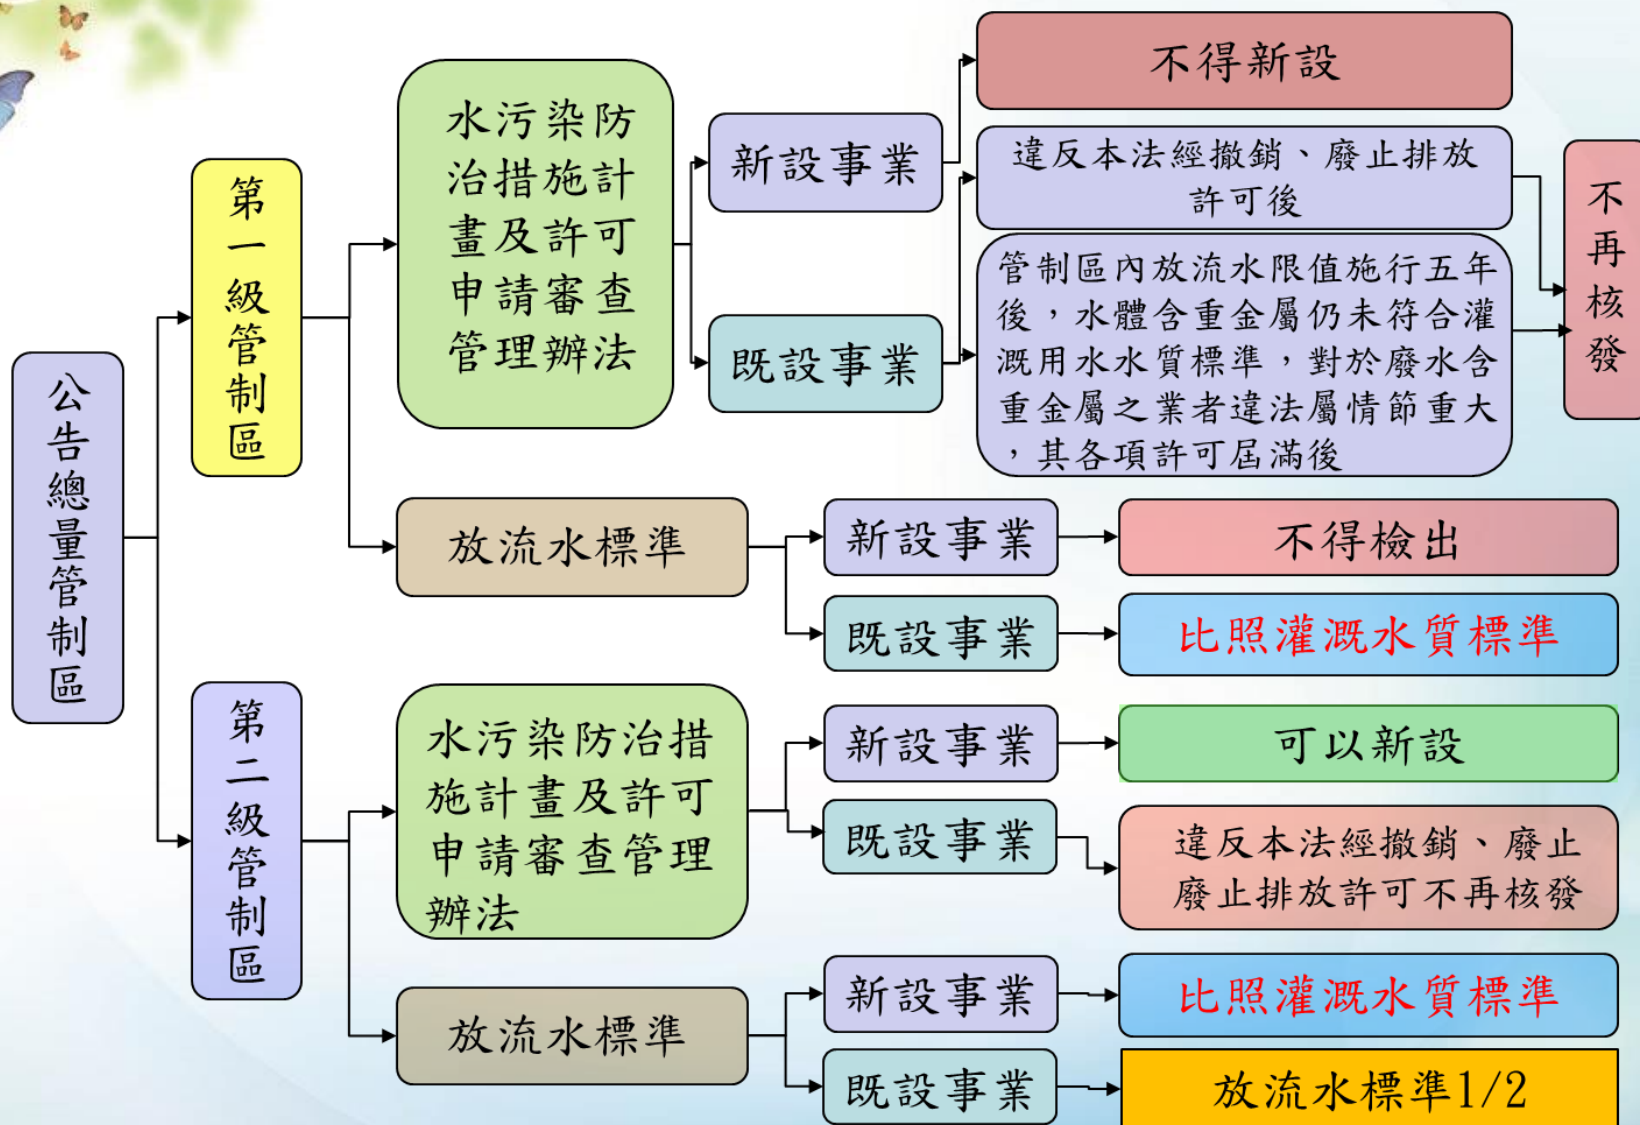 公告總量管制區
第一級管制區
水污染防
治措施計
畫及許可
申請審查
管理辦法
新設事業
不得新設
既設事業
違反本法經撤銷、廢止排放
許可後
管制區內放流水限值施行五年
後，水體含重金屬仍未符合灌
溉用水水質標準，對於廢水含
重金屬之業者違法屬情節重大
，其各項許可屆滿後
不再核發
放流水標準
新設事業
不得檢出
既設事業
比照灌溉水質標準
第二級管制區
水污染防治措
施計畫及許可
申請審查管理
辦法
新設事業
可以新設
既設事業
違反本法經撤銷、廢止
廢止排放許可不再核發
放流水標準
新設事業
比照灌溉水質標準
既設事業
放流水標準1/2